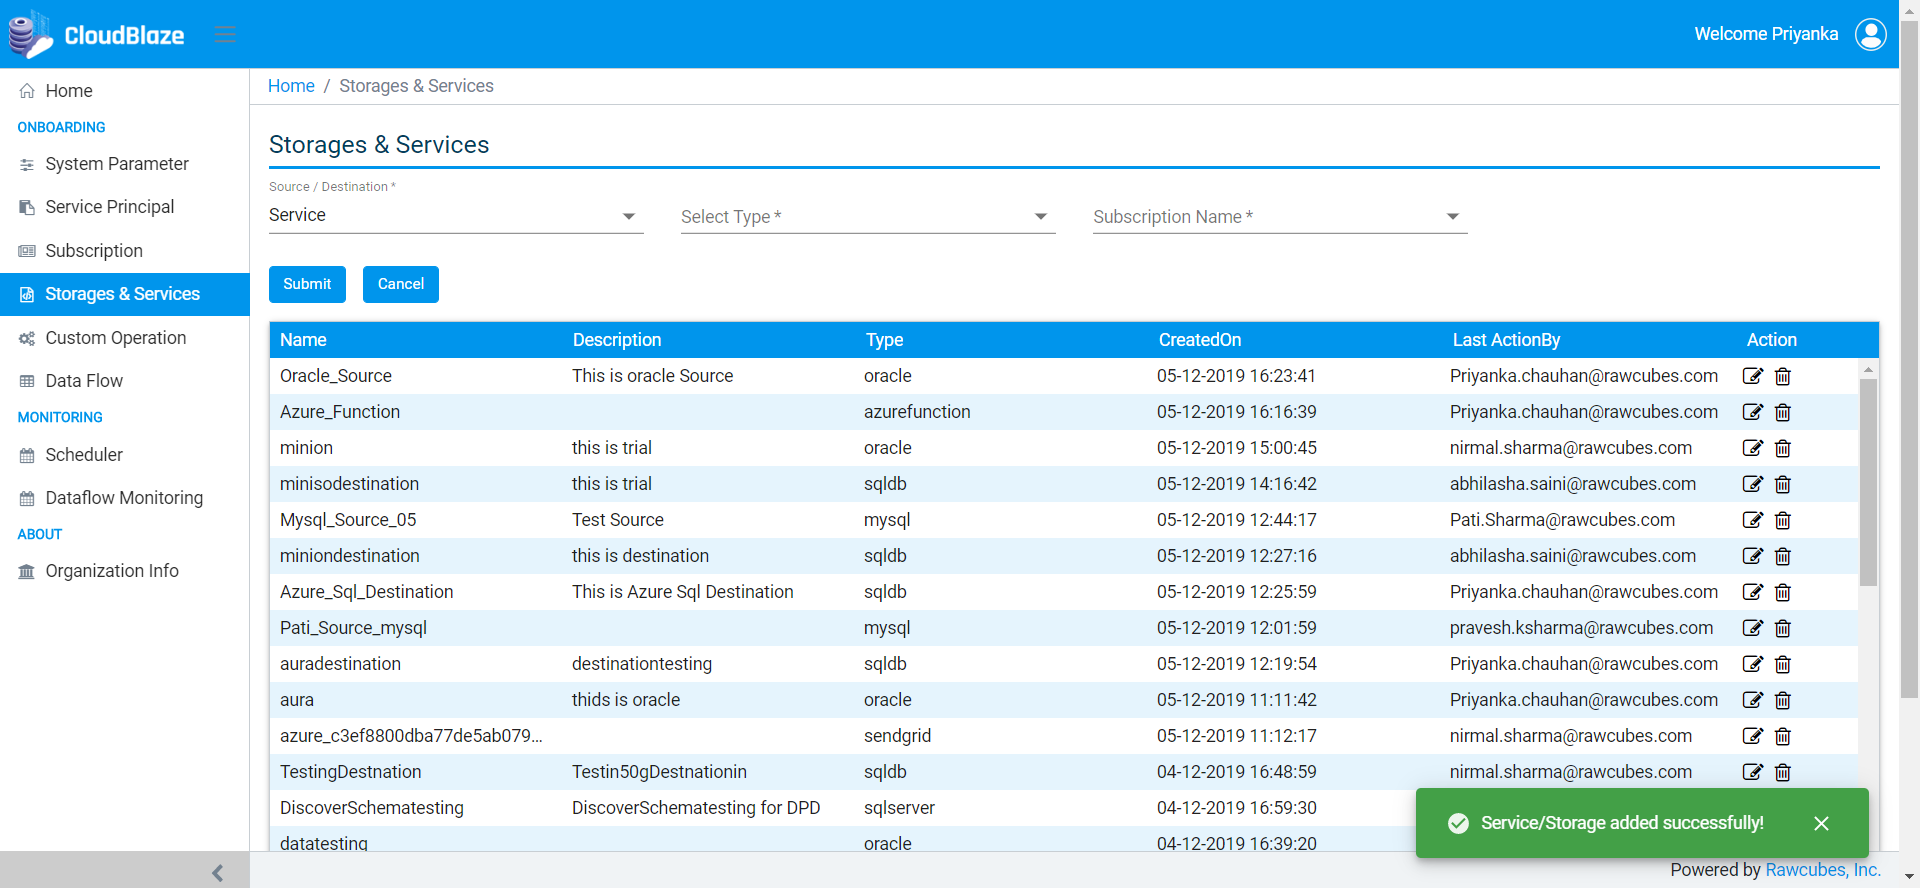 CloudBlaze
Welcome Priyanka
Home
ONBOARDING
System Parameter
Service Principal
Subscription
Storages & Services
Custom Operation
Data Flow
MONITORING
Scheduler
Dataflow Monitoring
ABOUT
Organization Info
Home / Storages & Services
Storages & Services
Source / Destination *
Service Select Type * Subscription Name *
Submit Cancel
Name Description Type CreatedOn Last ActionBy Action
Oracle_Source This is oracle Source oracle 05-12-2019 16:23:41 Priyanka.chauhan@rawcubes.com
Azure_Function azurefunction 05-12-2019 16:16:39 Priyanka.chauhan@rawcubes.com
minion this is trial oracle 05-12-2019 15:00:45 nirmal.sharma@rawcubes.com
minisodestination this is trial sqldb 05-12-2019 14:16:42 abhilasha.saini@rawcubes.com
Mysql_Source_05 Test Source mysql 05-12-2019 12:44:17 Pati.Sharma@rawcubes.com
miniondestination this is destination sqldb 05-12-2019 12:27:16 abhilasha.saini@rawcubes.com
Azure_Sql_Destination This is Azure Sql Destination sqldb 05-12-2019 12:25:59 Priyanka.chauhan@rawcubes.com
Pati_Source_mysql mysql 05-12-2019 12:01:59 pravesh.ksharma@rawcubes.com
auradestination destinationtesting sqldb 05-12-2019 12:19:54 Priyanka.chauhan@rawcubes.com
aura thids is oracle oracle 05-12-2019 11:11:42 Priyanka.chauhan@rawcubes.com
azure_c3ef8800dba77de5ab079... sendgrid 05-12-2019 11:12:17 nirmal.sharma@rawcubes.com
TestingDestnation Testin50gDestnationin sqldb 04-12-2019 16:48:59 nirmal.sharma@rawcubes.com
DiscoverSchematesting DiscoverSchematesting for DPD sqlserver 04-12-2019 16:59:30
datatesting oracle 04-12-2019 16:39:20
Service/Storage added successfully!
Powered by Rawcubes, Inc.